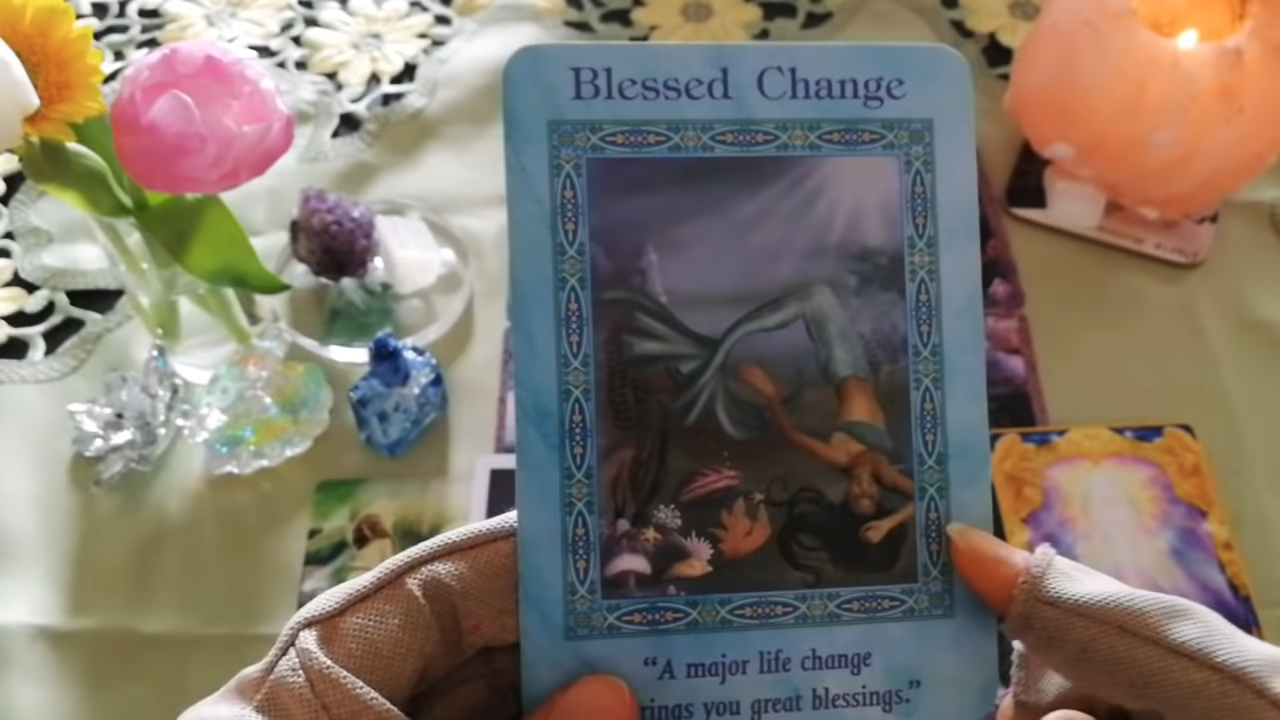 Blessed Change
“A major life change
rings you great blessings.”